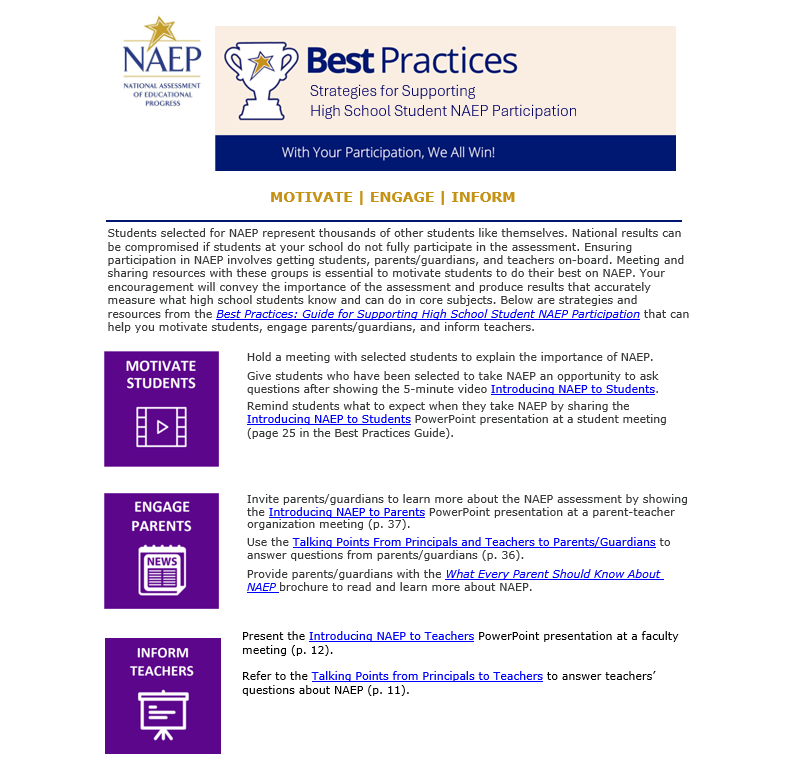 NAEP
NATIONAL ASSESSMENT
OF EDUCATIONAL
PROGRESS
Best Practices
Strategies for Supporting
High School Student NAEP Participation
With Your Participation, We All Win!
MOTIVATE | ENGAGE | INFORM
Students selected for NAEP represent thousands of other students like themselves. National results can
be compromised if students at your school do not fully participate in the assessment. Ensuring
participation in NAEP involves getting students, parents/guardians, and teachers on-board. Meeting and
sharing resources with these groups is essential to motivate students to do their best on NAEP. Your
encouragement will convey the importance of the assessment and produce results that accurately
measure what high school students know and can do in core subjects. Below are strategies and
resources from the Best Practices: Guide for Supporting High School Student NAEP Participation that can
help you motivate students, engage parents/guardians, and inform teachers.
MOTIVATE
STUDENTS
Hold a meeting with selected students to explain the importance of NAEP.
Give students who have been selected to take NAEP an opportunity to ask
questions after showing the 5-minute video Introducing NAEP to Students.
Remind students what to expect when they take NAEP by sharing the
Introducing NAEP to Students PowerPoint presentation at a student meeting
(page 25 in the Best Practices Guide).
ENGAGE
PARENTS
NEWS
Invite parents/guardians to learn more about the NAEP assessment by showing
the Introducing NAEP to Parents PowerPoint presentation at a parent-teacher
organization meeting (p. 37).
Use the Talking Points From Principals and Teachers to Parents/Guardians to
answer questions from parents/guardians (p. 36).
Provide parents/guardians with the What Every Parent Should Know About
NAEP brochure to read and learn more about NAEP.
INFORM
TEACHERS
Present the Introducing NAEP to Teachers PowerPoint presentation at a faculty
meeting (p. 12).
Refer to the Talking Points from Principals to Teachers to answer teachers’
questions about NAEP (p. 11).